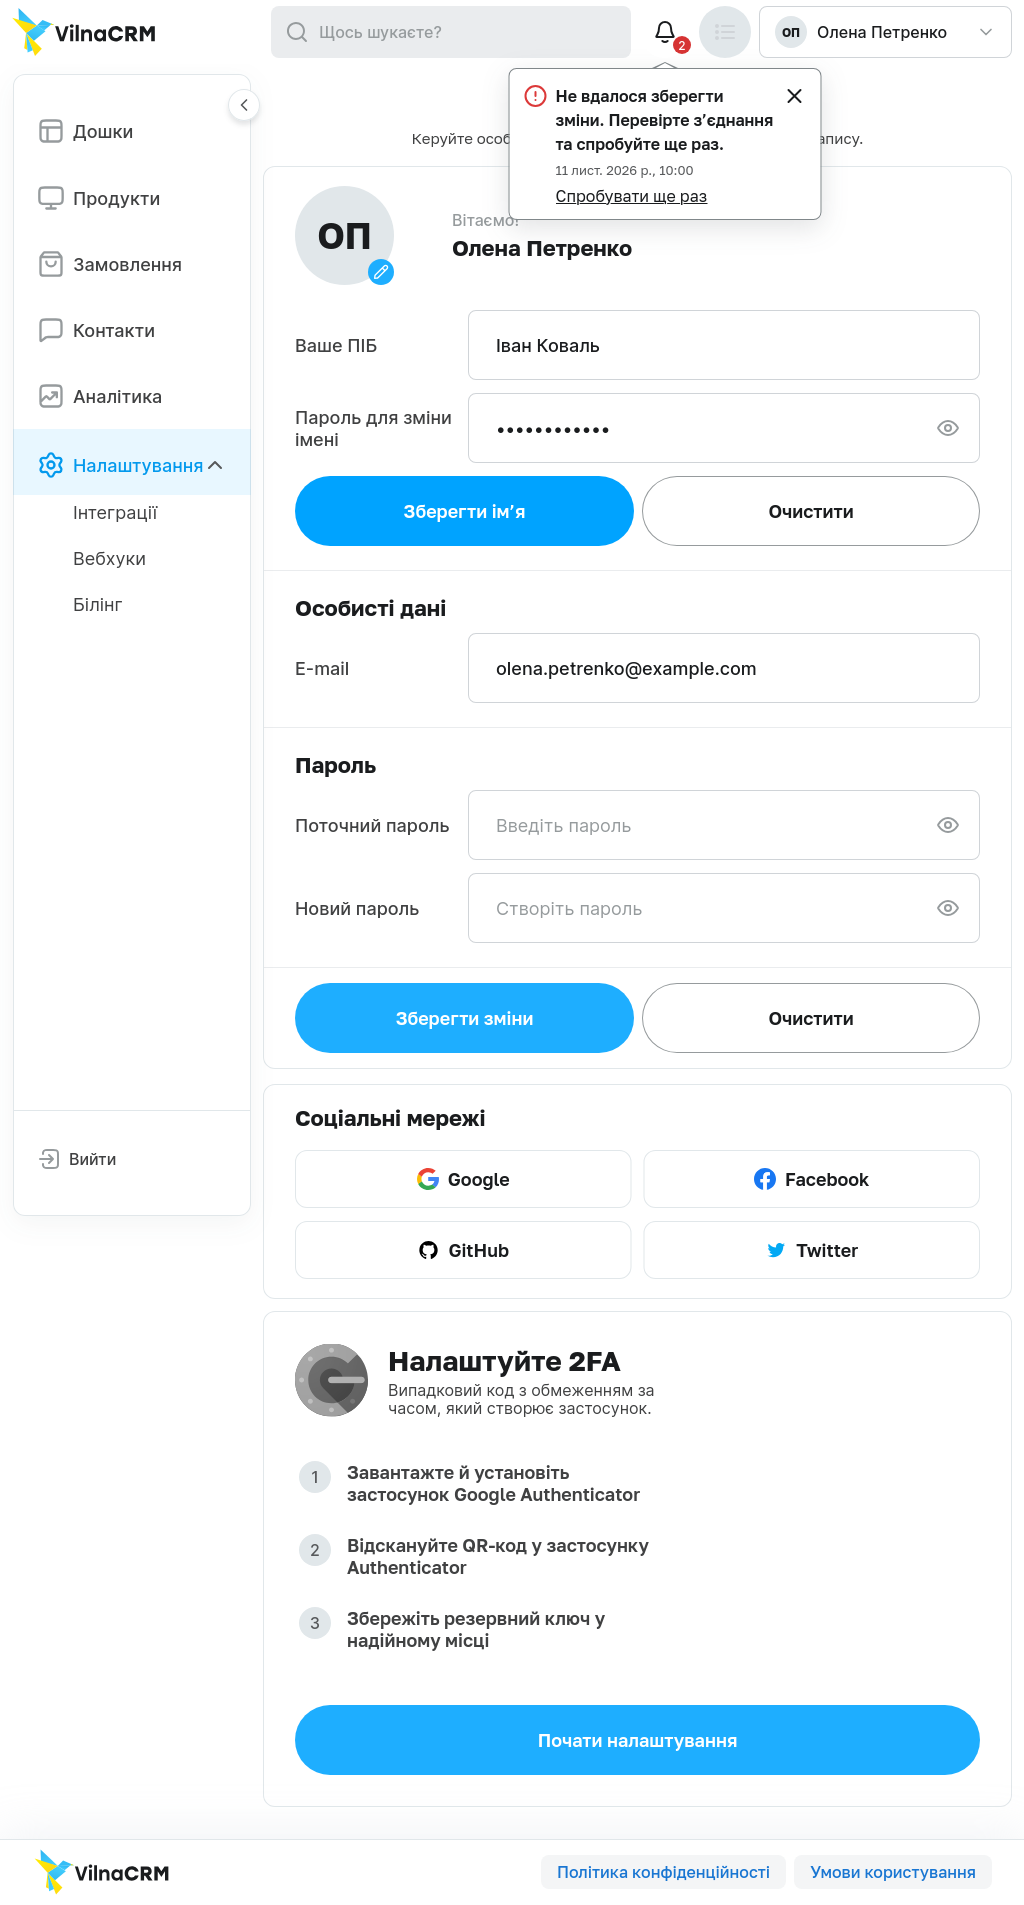 VilnaCRM
Щось шукаєте?
2
ОП
Олена Петренко
Не вдалося зберегти
зміни. Перевірте з’єднання
та спробуйте ще раз.
11 лист. 2026 р., 10:00
Спробувати ще раз
Дошки
Продукти
Замовлення
Контакти
Аналітика
Налаштування
Інтеграції
Вебхуки
Білінг
Вийти
Керуйте
ОП
Вітаємо!
Олена Петренко
Ваше ПІБ
Іван Коваль
Пароль для зміни
імені
••••••••••••
Зберегти ім’я
Очистити
Особисті дані
E-mail
olena.petrenko@example.com
Пароль
Поточний пароль
Введіть пароль
Новий пароль
Створіть пароль
Зберегти зміни
Очистити
Соціальні мережі
Google
Facebook
GitHub
Twitter
Налаштуйте 2FA
Випадковий код з обмеженням за
часом, який створює застосунок.
1
Завантажте й установіть
застосунок Google Authenticator
2
Відскануйте QR-код у застосунку
Authenticator
3
Збережіть резервний ключ у
надійному місці
Почати налаштування
VilnaCRM
Політика конфіденційності
Умови користування